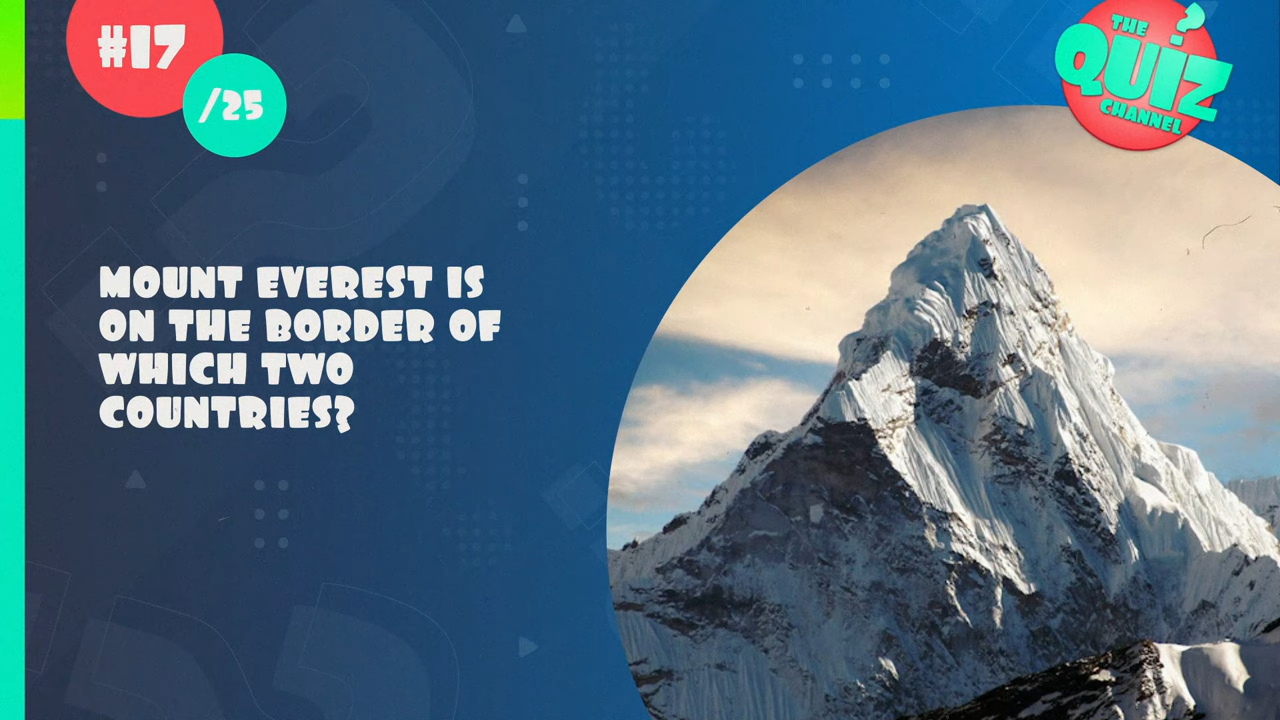 #17
/25
THE
QUIZ
CHANNEL
MOUNT EVEREST IS
ON THE BORDER OF
WHICH TWO
COUNTRIES?